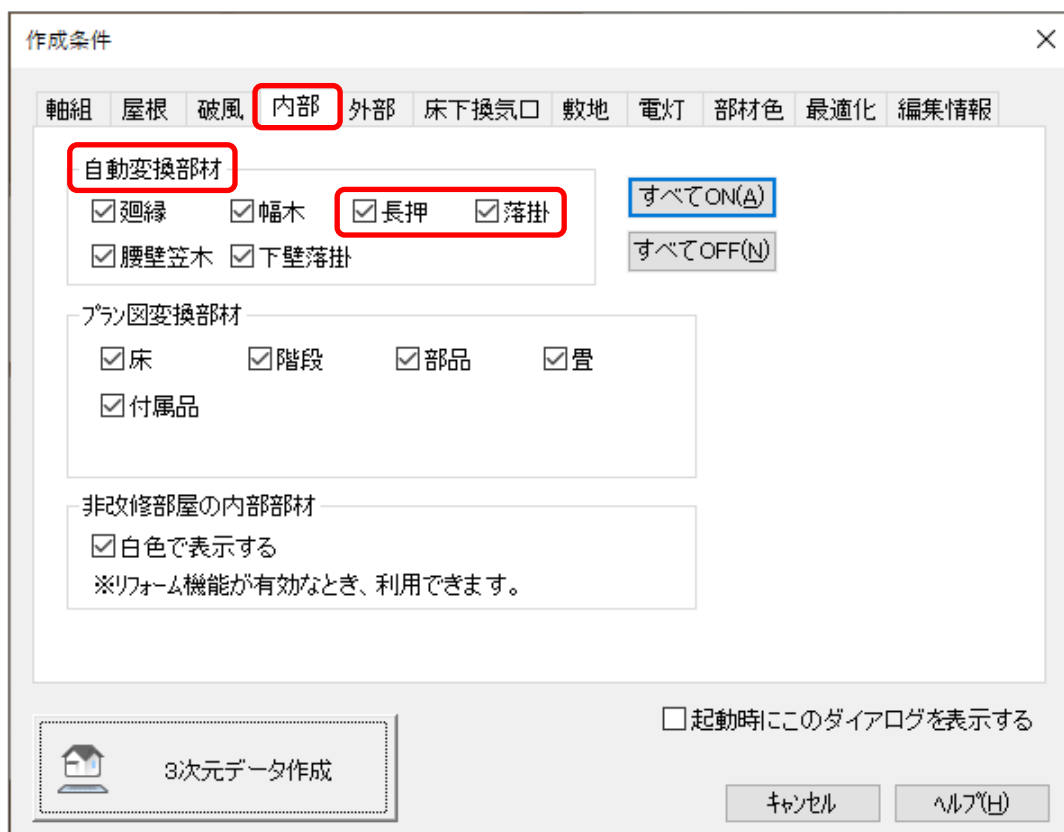 作成条件
軸組 屋根 破風 内部 外部 床下換気口 敷地 電灯 部材色 最適化 編集情報
自動変換部材
廻縁 幅木 長押 落掛
腰壁笠木 下壁落掛
すべてON(A)
すべてOFF(N)
プラン図変換部材
床 階段 部品 畳
付属品
非改修部屋の内部部材
白色で表示する
※リフォーム機能が有効なとき、利用できます。
起動時にこのダイアログを表示する
3次元データ作成
キャンセル ヘルプ(H)